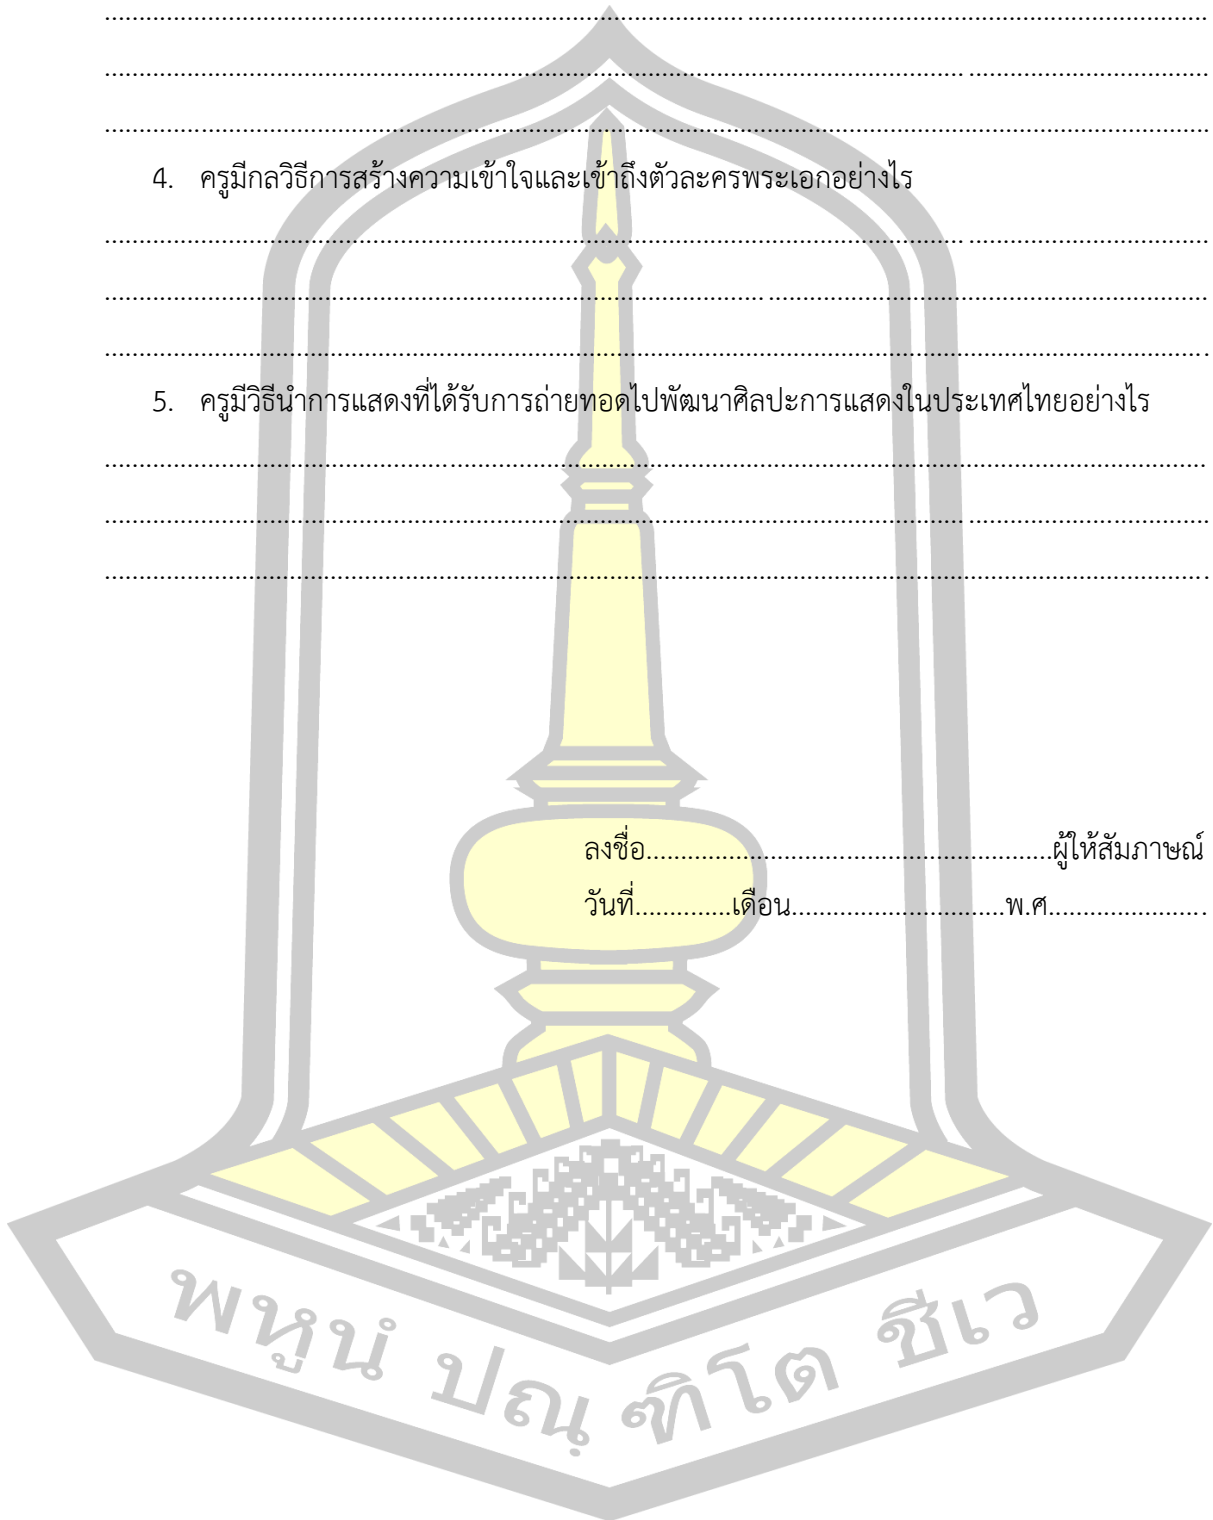 ................................................................................................................................................................
................................................................................................................................................................
................................................................................................................................................................
4. ครูมีกลวิธีการสร้างความเข้าใจและเข้าถึงตัวละครพระเอกอย่างไร
................................................................................................................................................................
................................................................................................................................................................
................................................................................................................................................................
5. ครูมีวิธีนำการแสดงที่ได้รับการถ่ายทอดไปพัฒนาศิลปะการแสดงในประเทศไทยอย่างไร
................................................................................................................................................................
................................................................................................................................................................
................................................................................................................................................................
ลงชื่อ...........................................................ผู้ให้สัมภาษณ์
วันที่..............เดือน...............................พ.ศ.......................
พหูนํ ปณฺฑิโต ชีเว